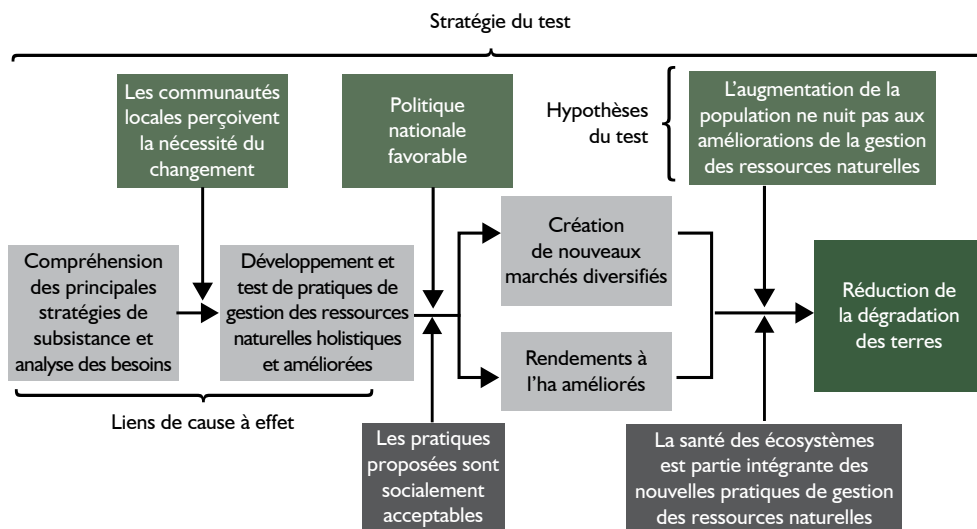 Stratégie du test
Les communautés
locales perçoivent
la nécessité du
changement
Politique
nationale
favorable
Hypothèses
du test
L'augmentation de la
population ne nuit pas aux
améliorations de la gestion
des ressources naturelles
Compréhension
des principales
stratégies de
subsistance et
analyse des besoins
Développement et
test de pratiques de
gestion des ressources
naturelles holistiques
et améliorées
Création
de nouveaux
marchés diversifiés
Rendements à
l'ha améliorés
Réduction de
la dégradation
des terres
Liens de cause à effet
Les pratiques
proposées sont
socialement
acceptables
La santé des écosystèmes
est partie intégrante des
nouvelles pratiques de gestion
des ressources naturelles